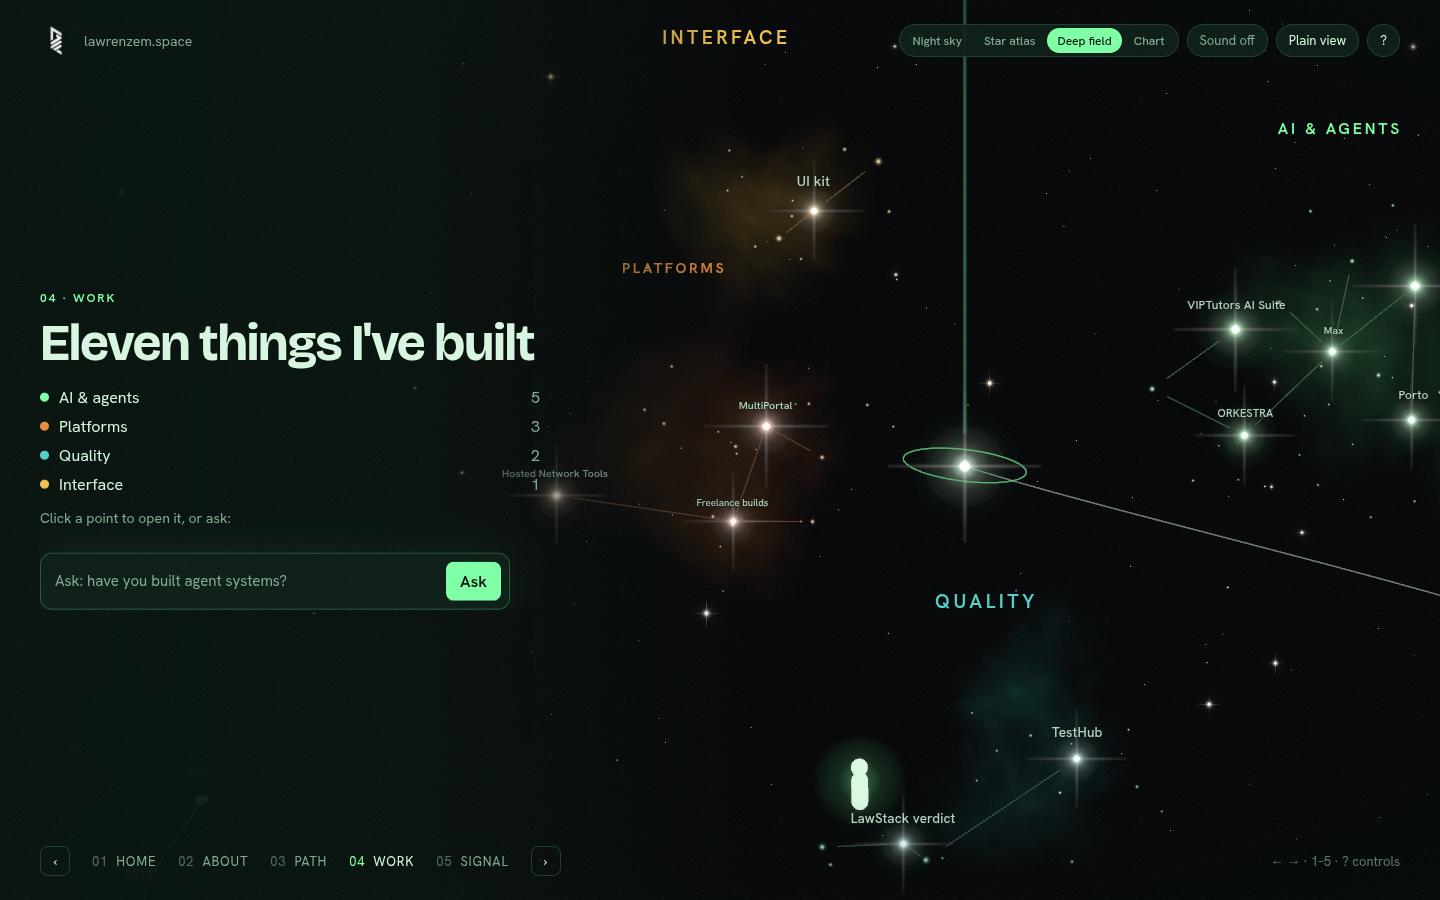 lawrenzem.space
INTERFACE
Night sky Star atlas Deep field Chart Sound off Plain view ?
AI & AGENTS
UI kit
PLATFORMS
04 · WORK
Eleven things I've built
AI & agents 5
Platforms 3
Quality 2
Interface 1
Click a point to open it, or ask:
Ask: have you built agent systems? Ask
VIPTutors AI Suite
Max
Porto
ORKESTRA
MultiPortal
Hosted Network Tools
Freelance builds
QUALITY
TestHub
LawStack verdict
2018
‹ 01 HOME 02 ABOUT 03 PATH 04 WORK 05 SIGNAL ›
← → · 1-5 · ? controls